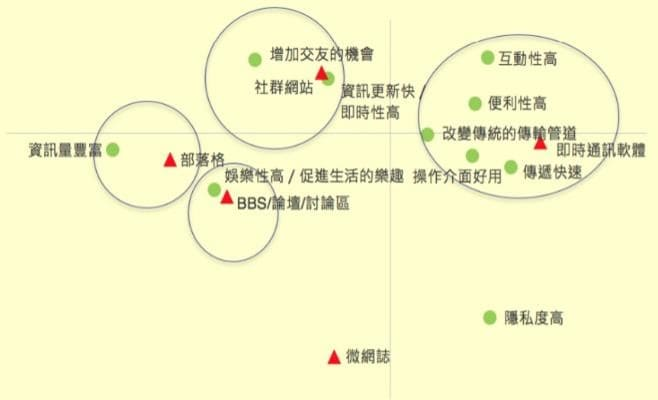 增加交友的機會
互動性高
社群網站
資訊更新快 /
即時性高
便利性高
改變傳統的傳輸管道
資訊量豐富
部落格
即時通訊軟體
娛樂性高 / 促進生活的樂趣
操作介面好用
傳遞快速
BBS/論壇/討論區
隱私度高
微網誌